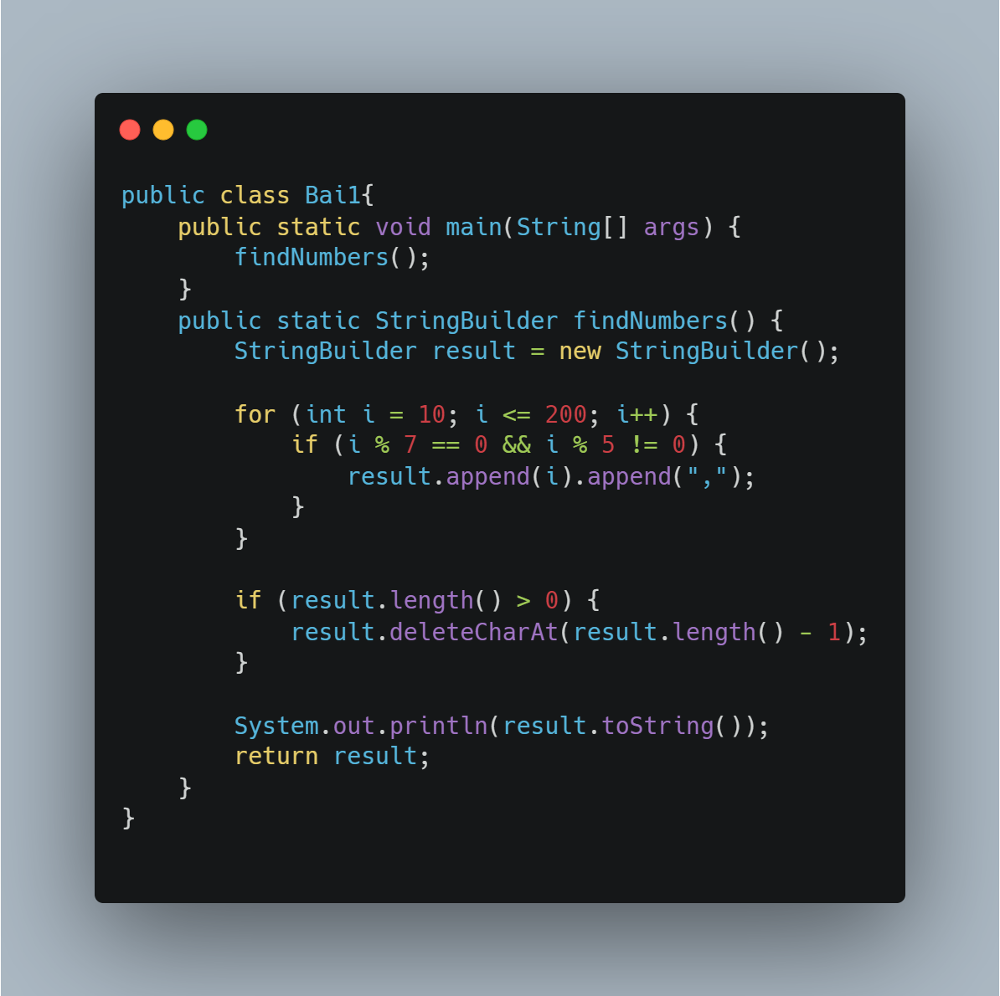 public class Bai1{
    public static void main(String[] args) {
        findNumbers();
    }
    public static StringBuilder findNumbers() {
        StringBuilder result = new StringBuilder();

        for (int i = 10; i <= 200; i++) {
            if (i % 7 == 0 && i % 5 != 0) {
                result.append(i).append(",");
            }
        }

        if (result.length() > 0) {
            result.deleteCharAt(result.length() - 1);
        }

        System.out.println(result.toString());
        return result;
    }
}